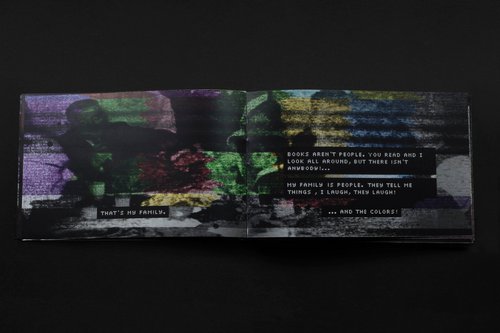 THAT'S MY FAMILY.
BOOKS AREN'T PEOPLE. YOU READ AND I
LOOK ALL AROUND, BUT THERE ISN'T
ANYBODY!...
MY FAMILY IS PEOPLE. THEY TELL ME
THINGS , I LAUGH, THEY LAUGH!
... AND THE COLORS!